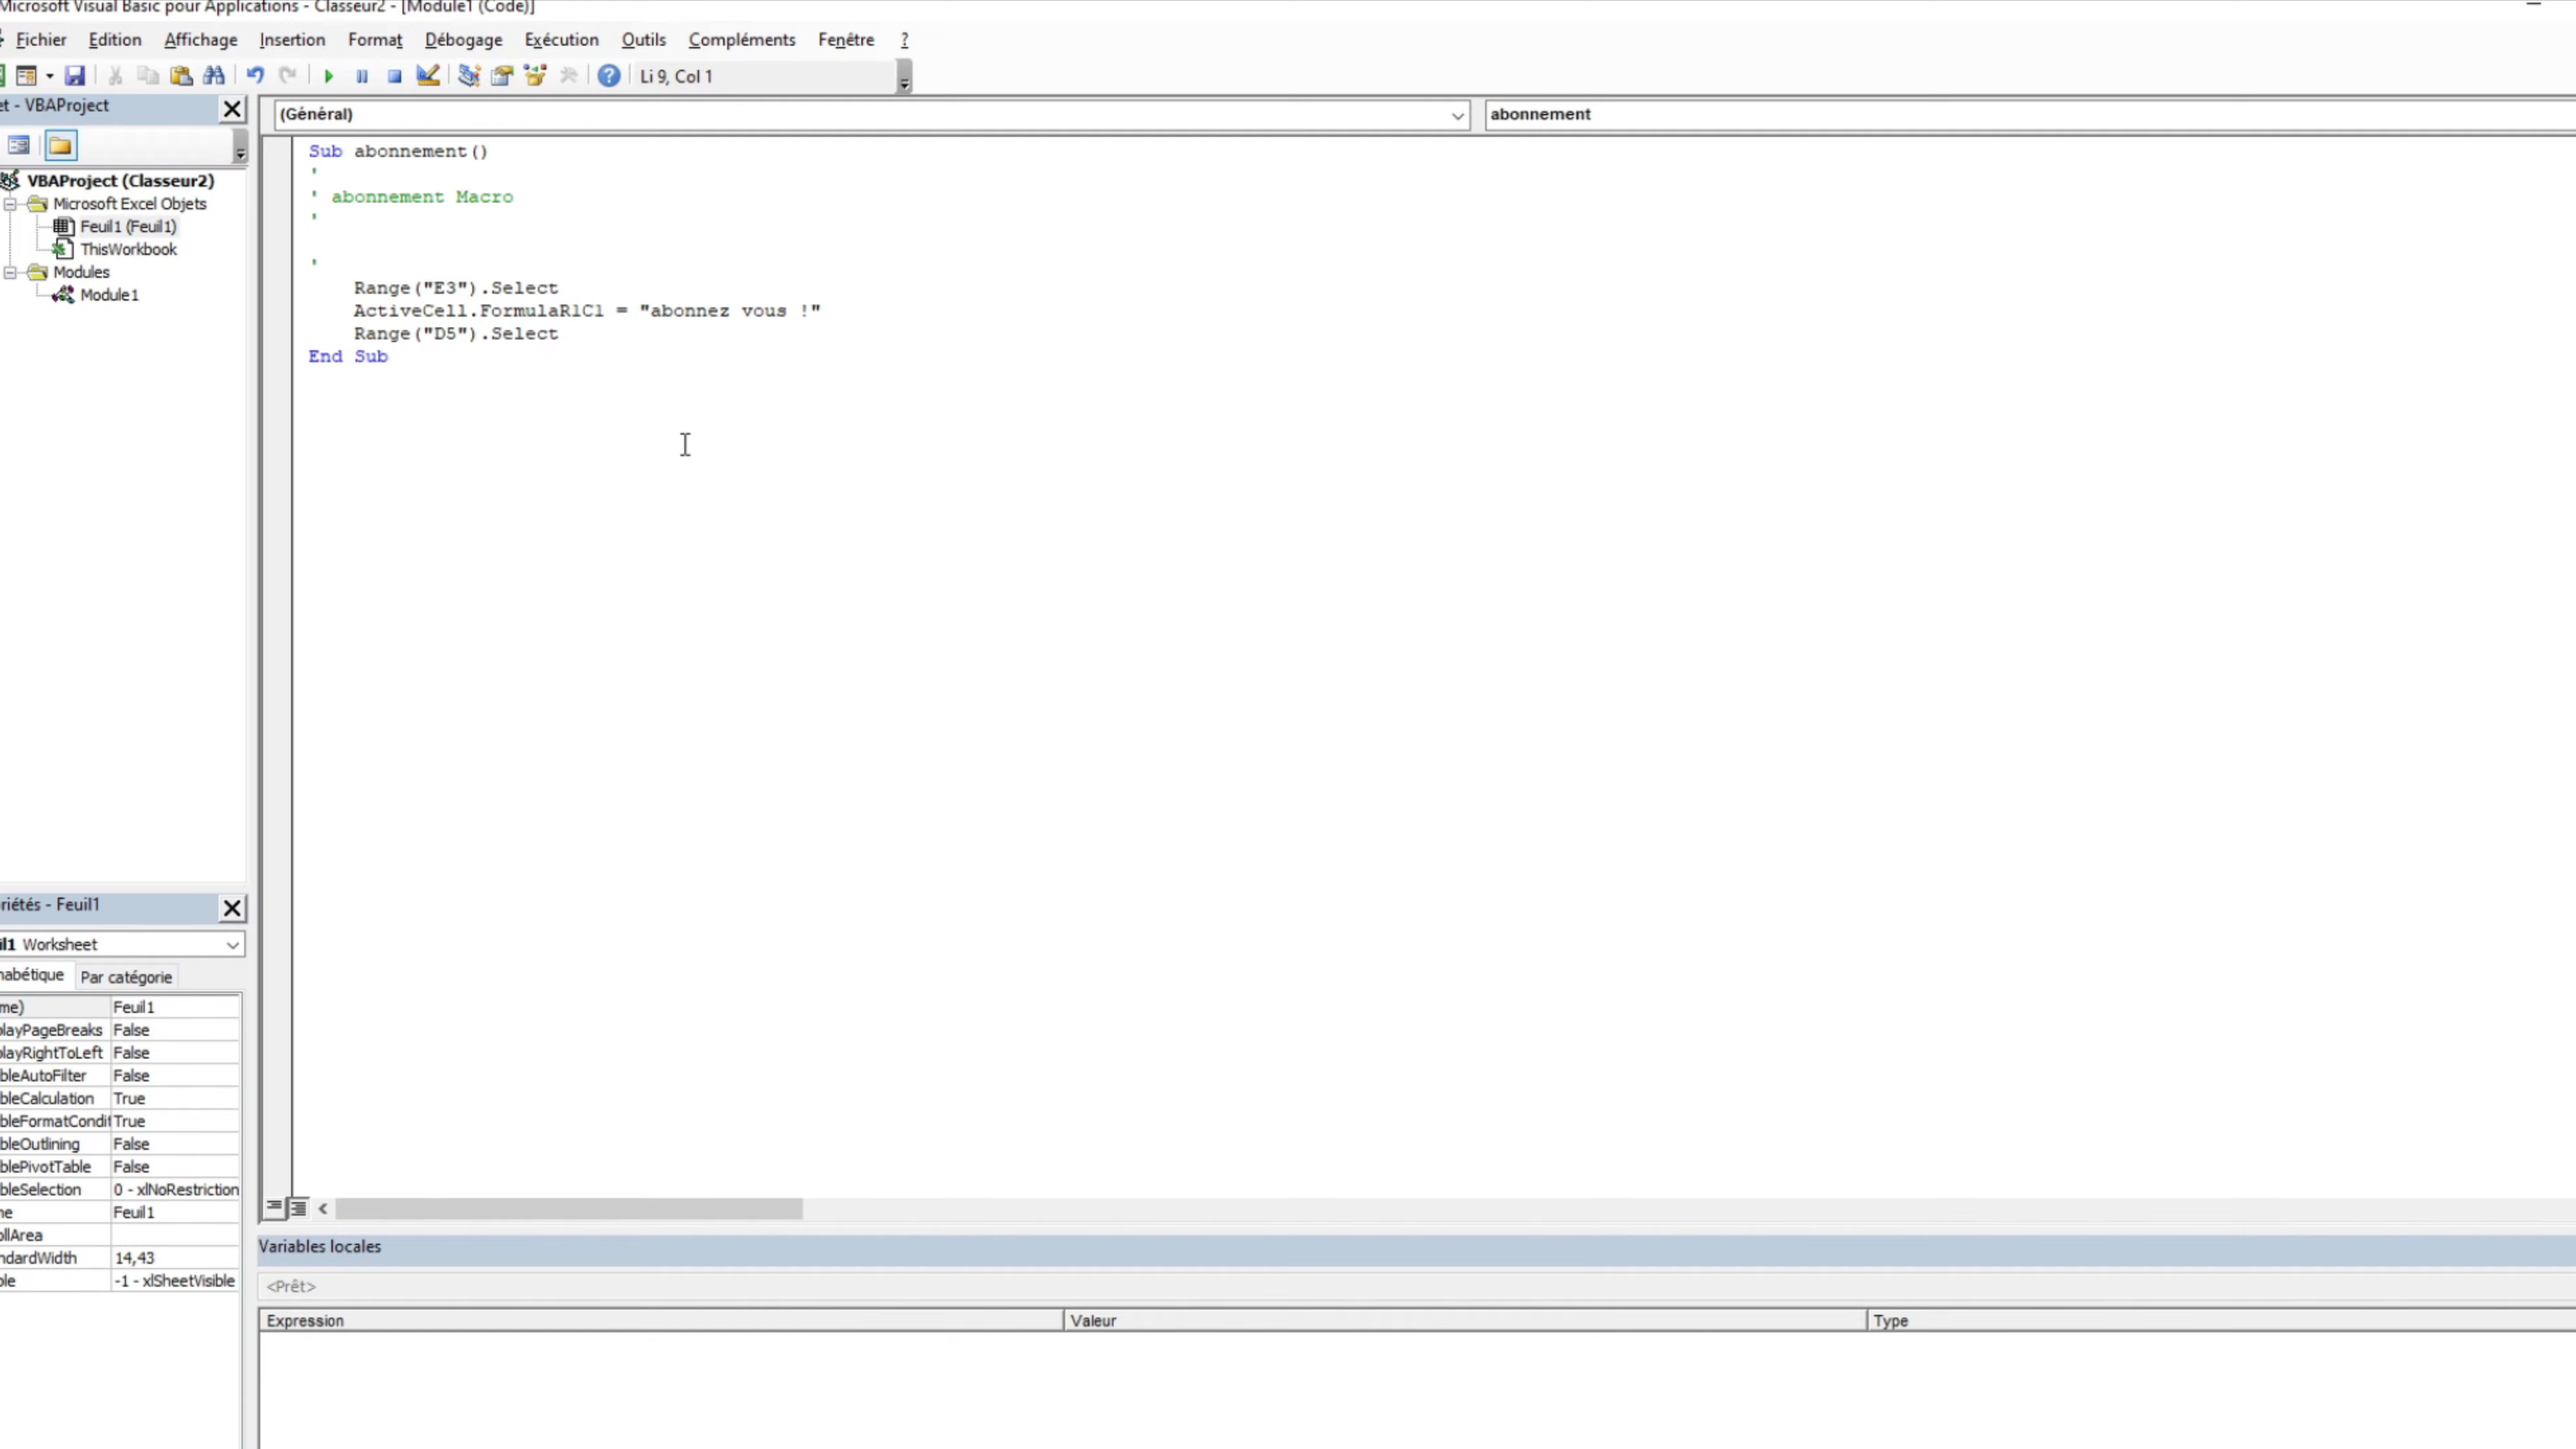 Microsoft Visual Basic pour Applications - Classeur2 - [Module1 (Code)]
Fichier Edition Affichage Insertion Format Débogage Exécution Outils Compléments Fenêtre ?
Li 9, Col 1
et - VBAProject
(Général)
abonnement
VBAProject (Classeur2)
Microsoft Excel Objets
Feuil1 (Feuil1)
ThisWorkbook
Modules
Module1
Sub abonnement()
'
' abonnement Macro
'
'
Range("E3").Select
ActiveCell.FormulaR1C1 = "abonnez vous !"
Range("D5").Select
End Sub
riétés - Feuil1
il1 Worksheet
nabétique Par catégorie
me) Feuil1
playPageBreaks False
playRightToLeft False
bleAutoFilter False
bleCalculation True
bleFormatCondit True
bleOutlining False
blePivotTable False
bleSelection 0 - xlNoRestriction
ne Feuil1
ollArea
ndardWidth 14,43
ole -1 - xlSheetVisible
Variables locales
<Prêt>
Expression Valeur Type